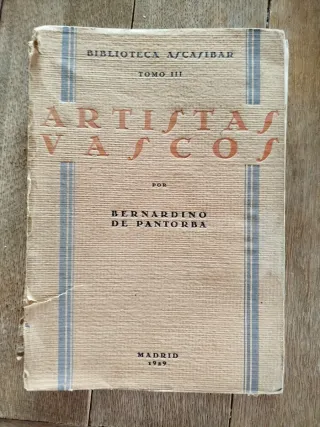 BIBLIOTECA ASCASIBAR
TOMO III
ARTISTAS
VASCOS
POR
BERNARDINO
DE PANTORBA
MADRID
1929